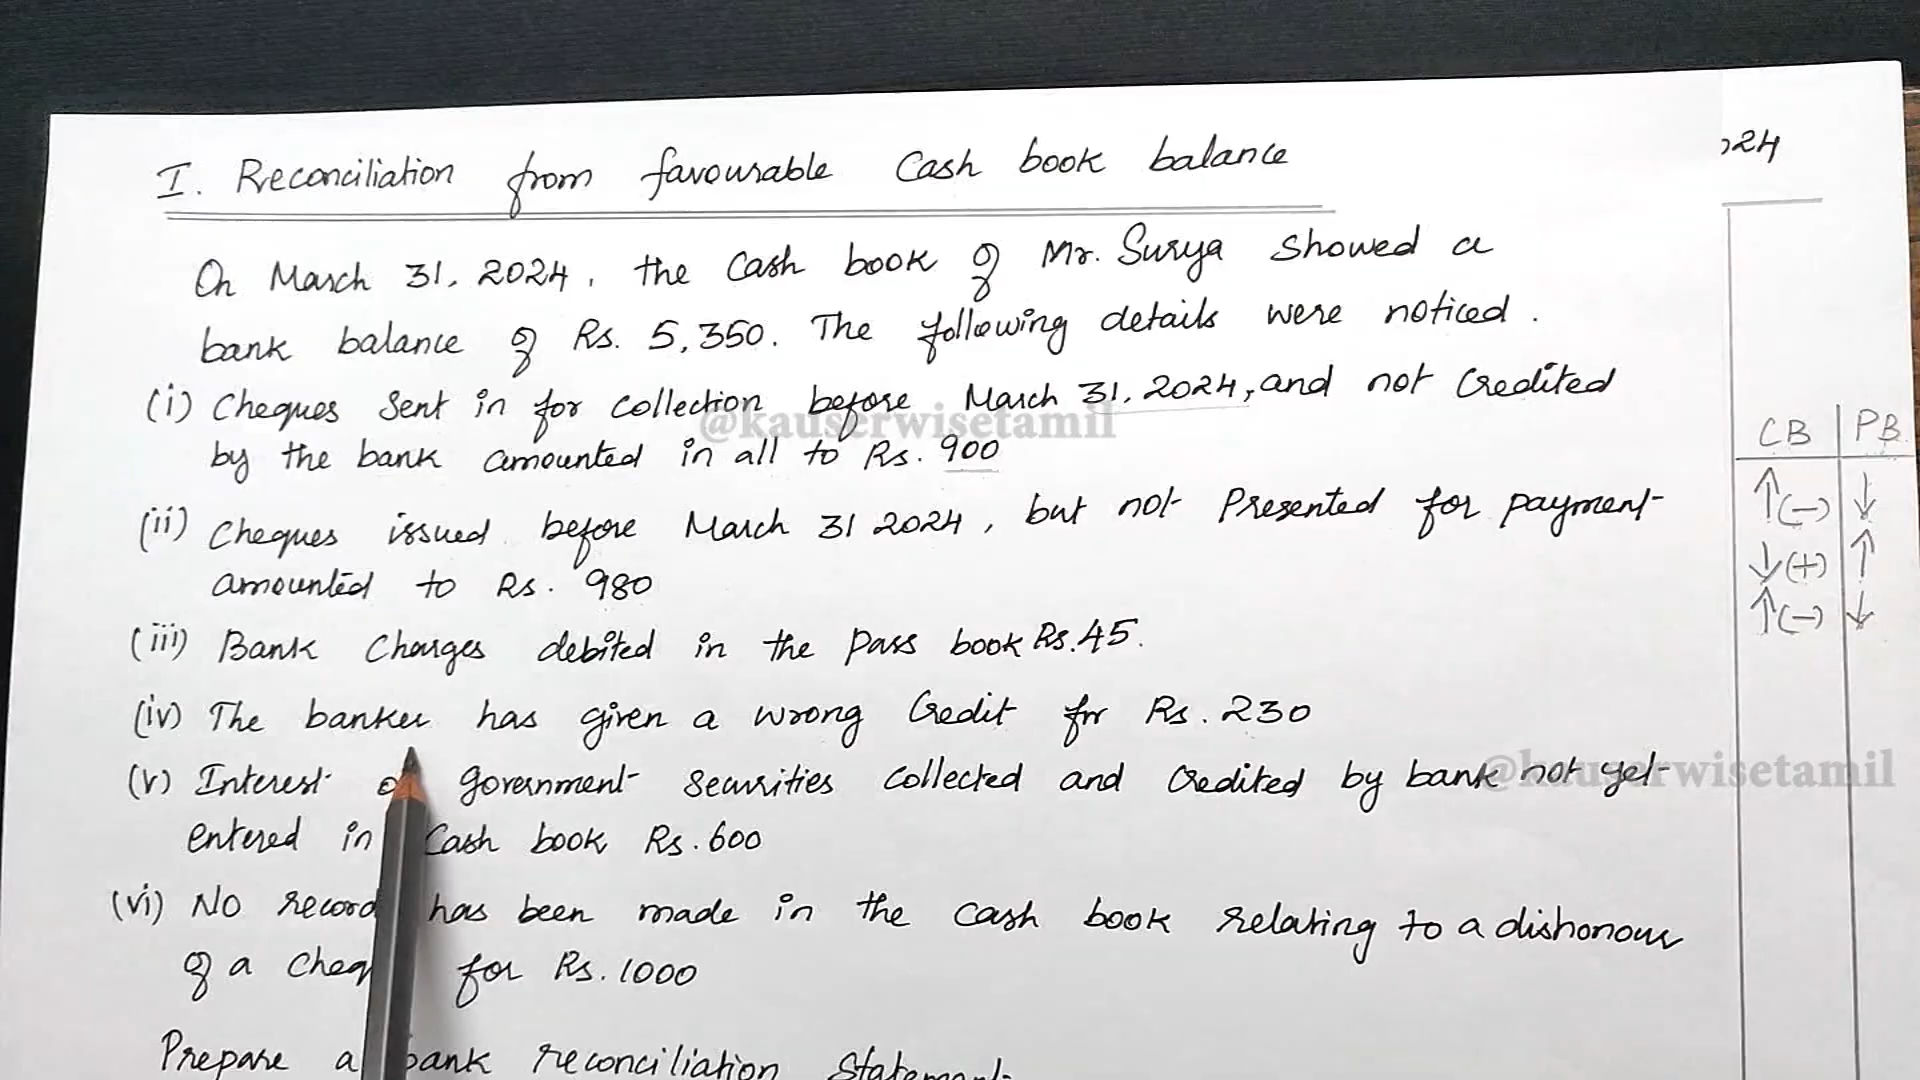 I. Reconciliation from favourable Cash book balance
024
On March 31, 2024, the Cash book of Mr. Surya showed a
bank balance of Rs. 5,350. The following details were noticed.
(i) Cheques sent in for collection before March 31, 2024, and not Credited
@kauserwisetamil
by the bank amounted in all to Rs. 900
(ii) Cheques issued before March 31 2024, but not Presented for payment
amounted to Rs. 980
(iii) Bank Charges debited in the pass book Rs. 45.
(iv) The banker has given a wrong Credit for Rs. 230
(v) Interest government securities collected and credited by bank not yet
@kauserwisetamil
entered in Cash book Rs. 600
(vi) No record has been made in the cash book relating to a dishonour
of a for Rs. 1000
Prepare a bank reconciliation statement.
CB PB
↑(-) ↓
↓(+) ↑
↑(-) ↓